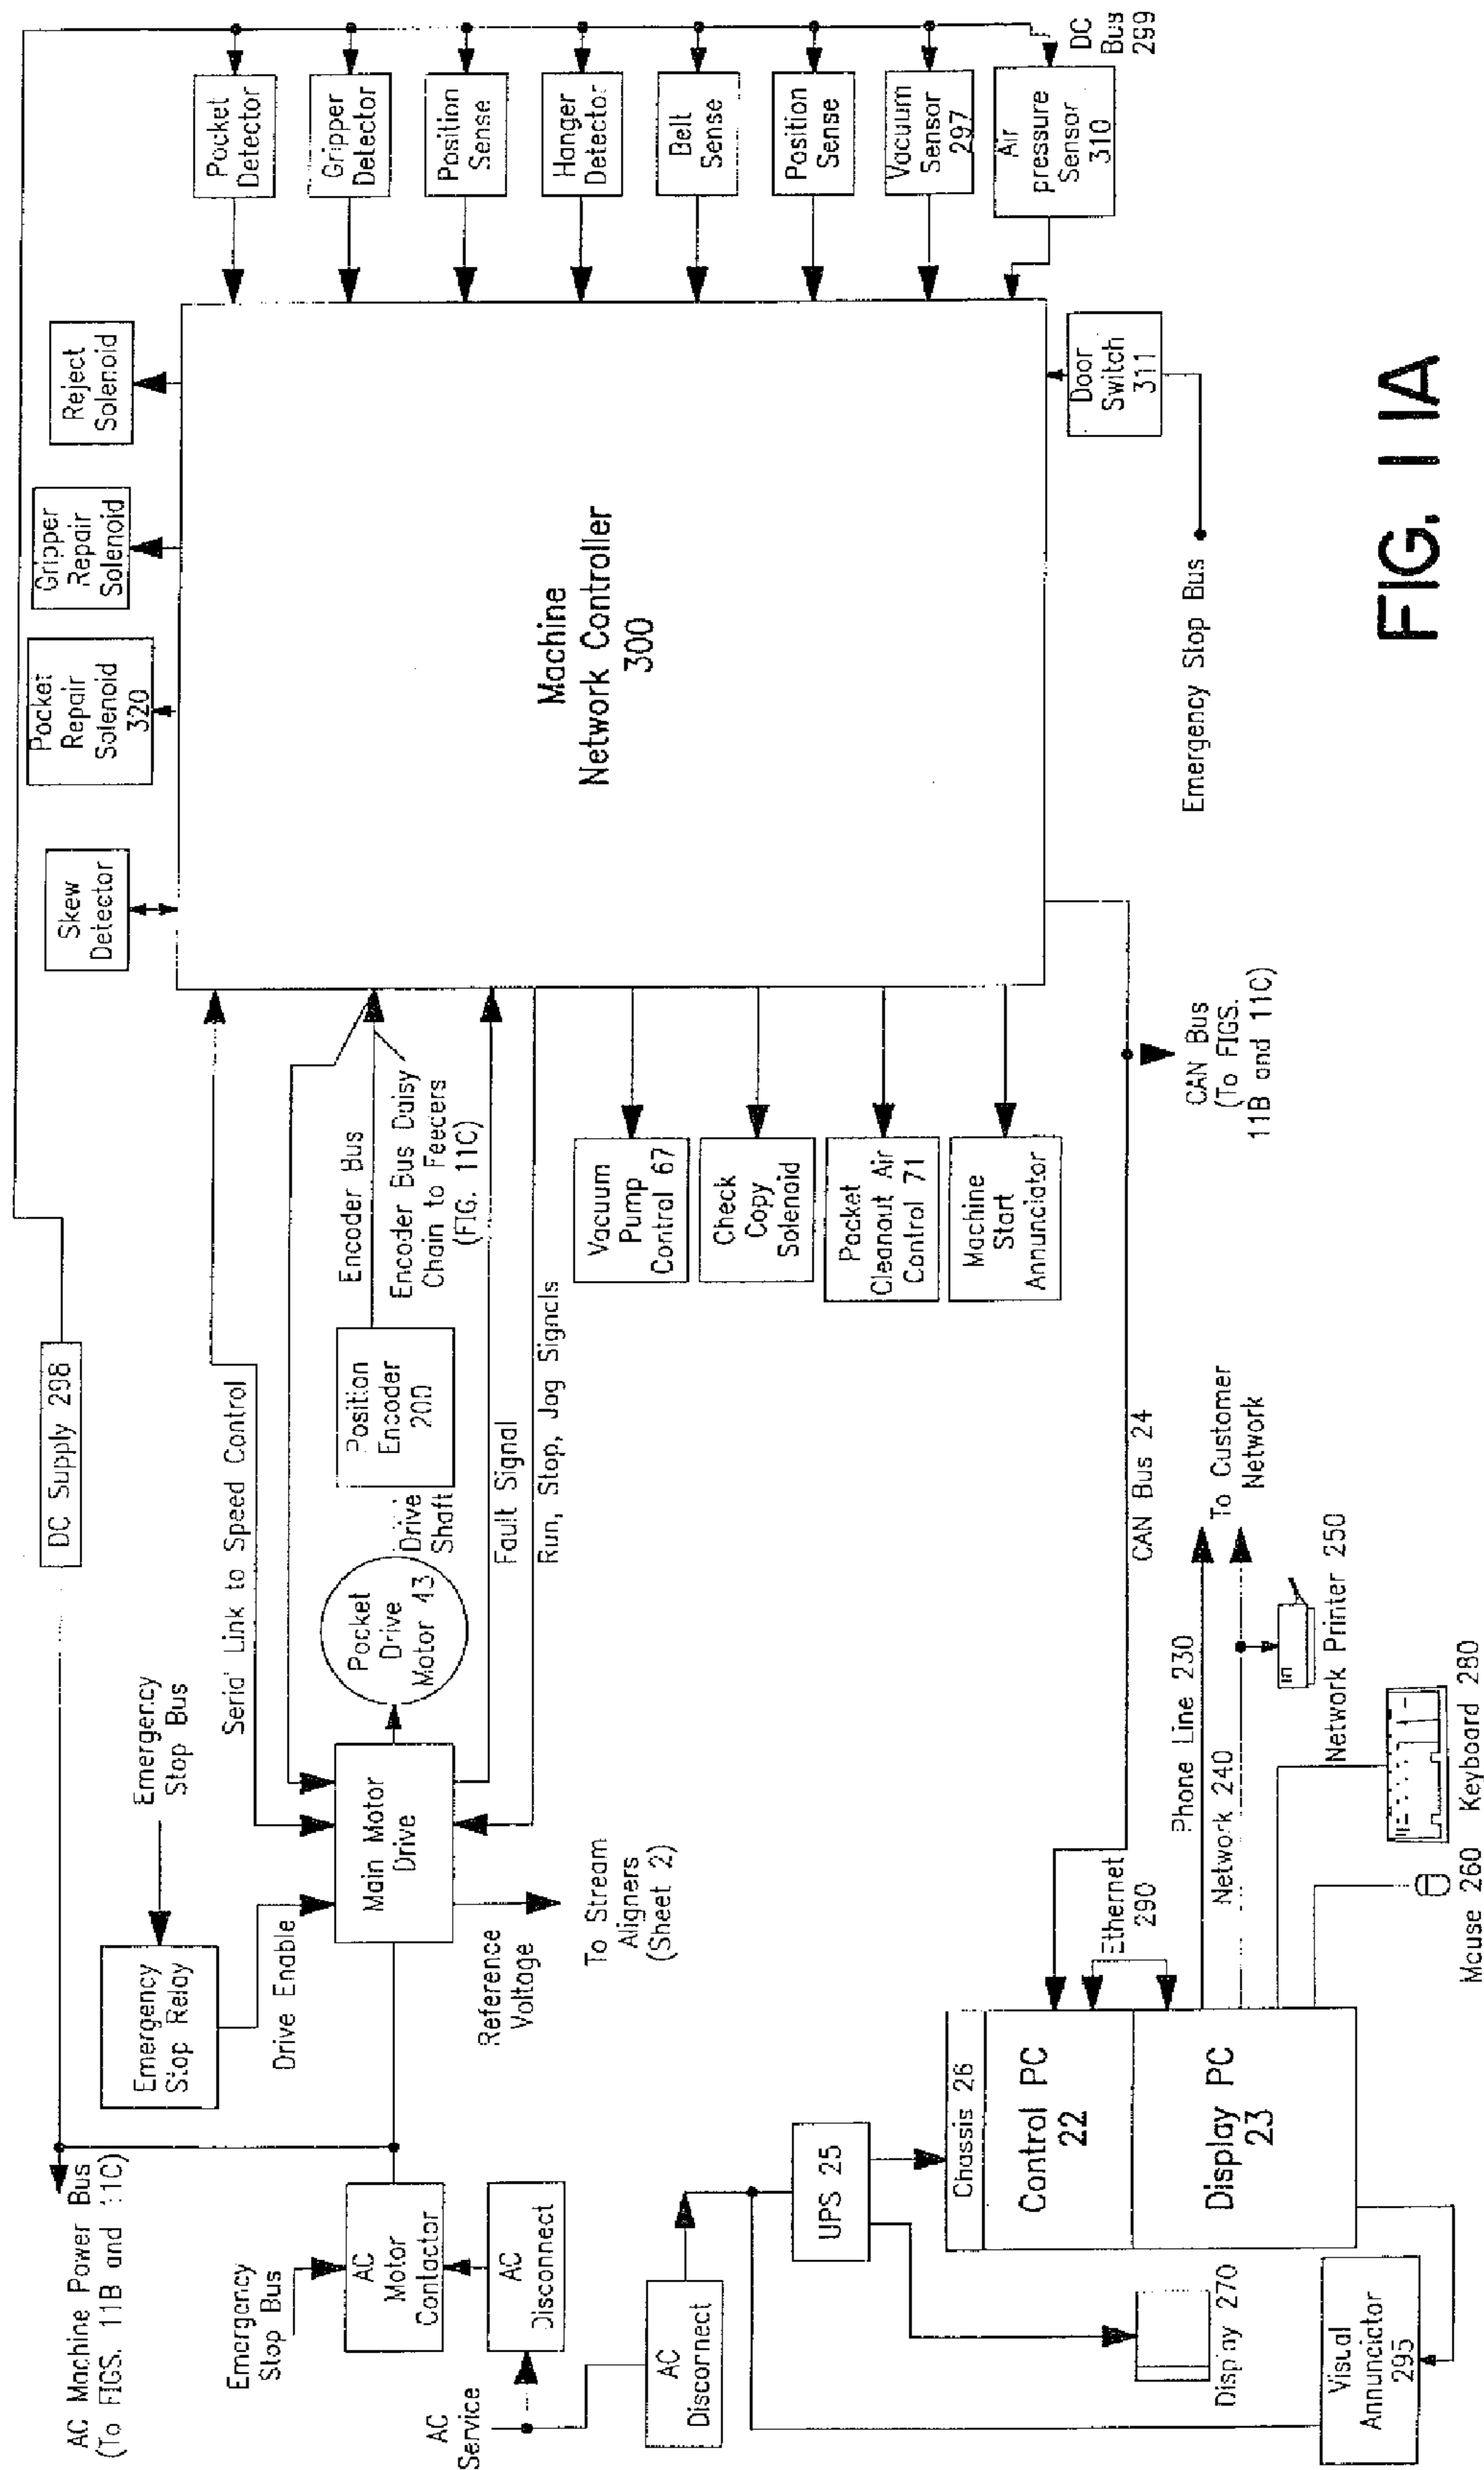 AC Machine Power Bus
(To FIGS. 11B and 11C)
DC Supply 298
Emergency
Stop Bus
Emergency
Stop Relay
Drive Enable
Emergency
Stop Bus
AC
Motor
Contactor
AC
Disconnect
AC
Service
AC
Disconnect
Main Motor
Drive
Reference
Voltage
To Stream
Aligners
(Sheet 2)
Serial Link to Speed Control
Pocket
Drive
Motor 43
Drive
Shaft
Position
Encoder
200
Encoder Bus
Encoder Bus Daisy
Chain to Feecers
(FIG. 11C)
Fault Signal
Run, Stop, Jog Signals
Skew
Detector
Pocket
Repair
Solenoid
320
Gripper
Repair
Solenoid
Reject
Solenoid
Machine
Network Controller
300
Pocket
Detector
Gripper
Detector
Position
Sense
Hanger
Detector
Belt
Sense
Position
Sense
Vacuum
Sensor
297
Air
pressure
Sensor
310
DC
Bus
299
Door
Switch
311
Emergency Stop Bus
Vacuum
Pump
Control 67
Check
Copy
Solenoid
Packet
Cleanout Air
Control 71
Machine
Start
Annunciator
CAN Bus
(To FIGS.
11B and 11C)
CAN Bus 24
UPS 25
Chassis 26
Control PC
22
Display PC
23
Ethernet
290
Phone Line 230
Network 240
To Customer
Network
Network Printer 250
Keyboard 280
Mouse 260
Display 270
Visual
Annunciator
295
FIG. 11A